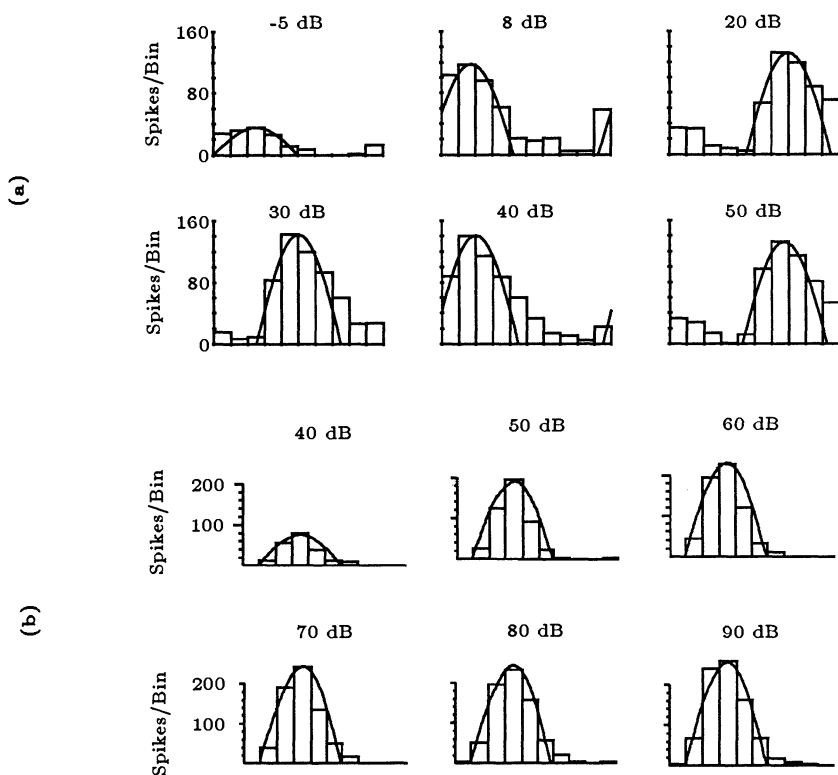 -5 dB 8 dB 20 dB
160
80
0
Spikes/Bin
(a)
30 dB 40 dB 50 dB
160
80
0
Spikes/Bin
40 dB 50 dB 60 dB
200
100
Spikes/Bin
(b)
70 dB 80 dB 90 dB
200
100
Spikes/Bin